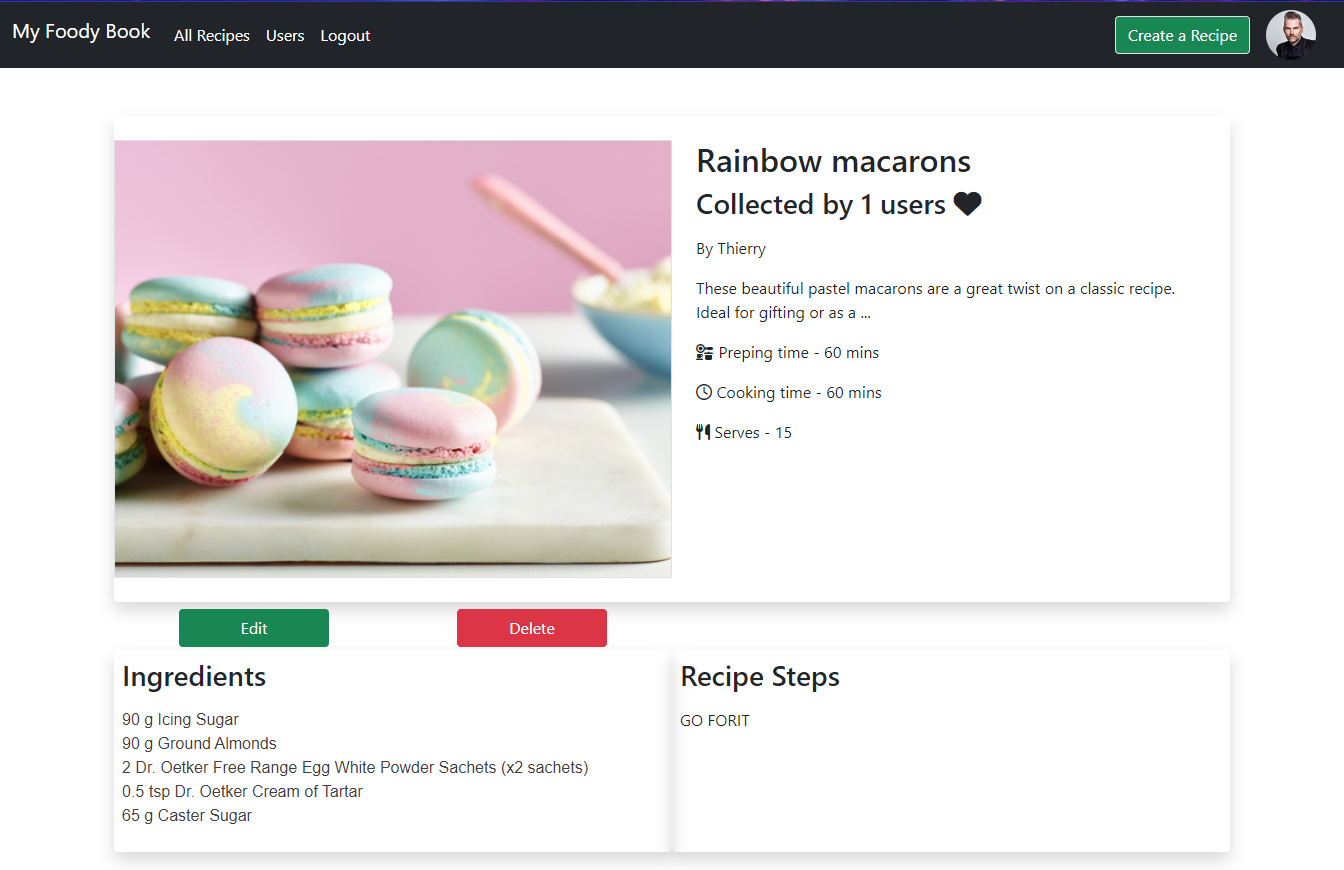 My Foody Book
All Recipes
Users
Logout
Create a Recipe
Rainbow macarons
Collected by 1 users
By Thierry
These beautiful pastel macarons are a great twist on a classic recipe.
Ideal for gifting or as a ...
Preping time - 60 mins
Cooking time - 60 mins
Serves - 15
Edit
Delete
Ingredients
90 g Icing Sugar
90 g Ground Almonds
2 Dr. Oetker Free Range Egg White Powder Sachets (x2 sachets)
0.5 tsp Dr. Oetker Cream of Tartar
65 g Caster Sugar
Recipe Steps
GO FORIT